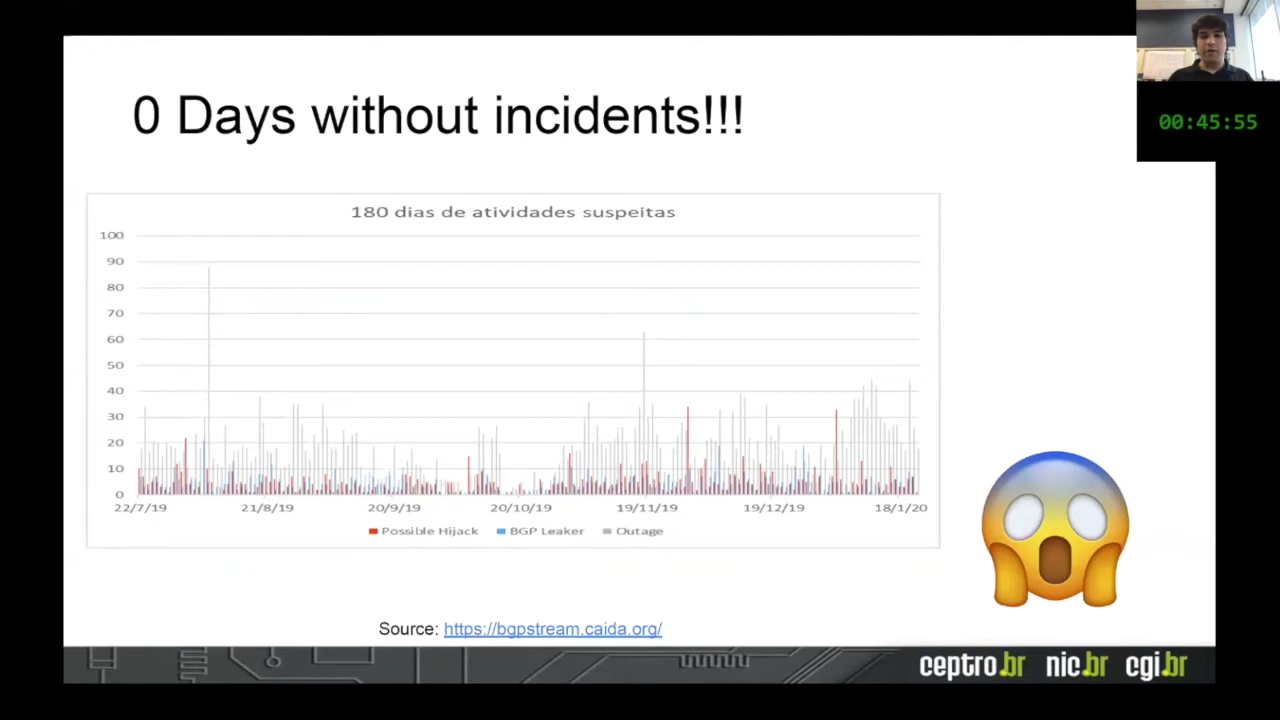 0 Days without incidents!!!
00:45:55
180 dias de atividades suspeitas
100
90
80
70
60
50
40
30
20
10
0
22/7/19 21/8/19 20/9/19 20/10/19 19/11/19 19/12/19 18/1/20
Possible Hijack BGP Leaker Outage
Source: https://bgpstream.caida.org/
ceptro.br nic.br cgi.br